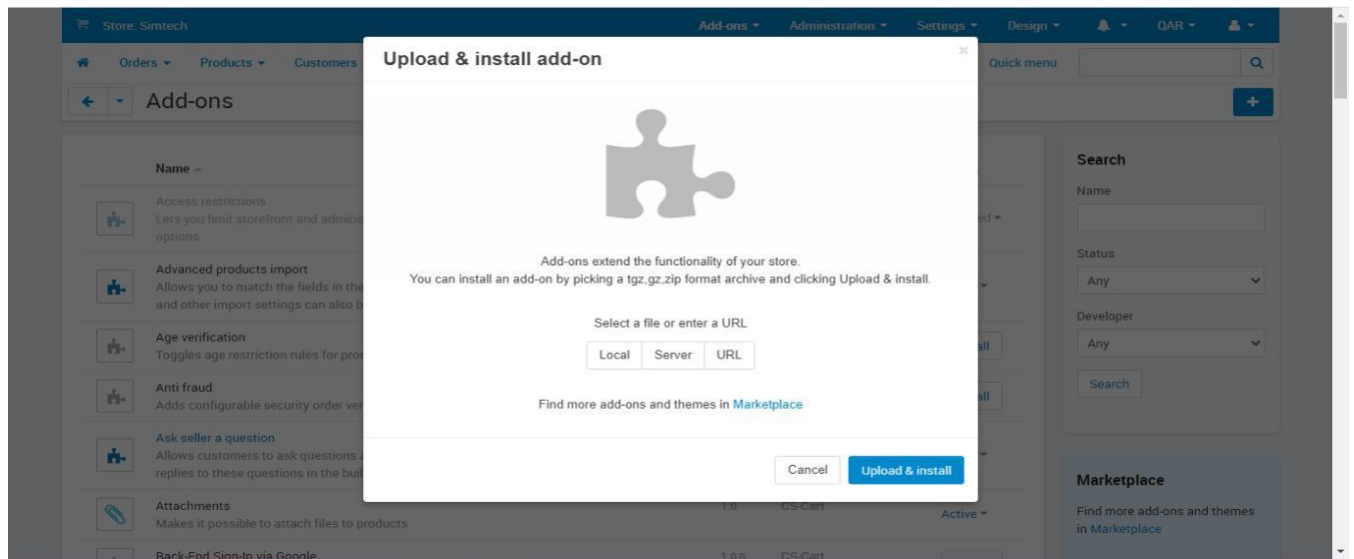 Store: Simtech
Add-ons
Administration
Settings
Design
QAR
Orders
Products
Customers
Quick menu
Add-ons
Upload & install add-on
Add-ons extend the functionality of your store.
You can install an add-on by picking a tgz,gz,zip format archive and clicking Upload & install.
Select a file or enter a URL
Local Server URL
Find more add-ons and themes in Marketplace
Cancel
Upload & install
Name
Access restrictions
Lets you limit storefront and
options
Advanced products import
Allows you to match the fields in the
and other import settings can also
Age verification
Toggles age restriction rules for
Anti fraud
Adds configurable security order
Ask seller a question
Allows customers to ask questions
replies to these questions in the
Attachments
Makes it possible to attach files to products
1.0 CS-Cart Active
Back-End Sign-In via Google
1.0.0 CS-Cart
Search
Name
Status
Any
Developer
Any
Search
Marketplace
Find more add-ons and themes
in Marketplace